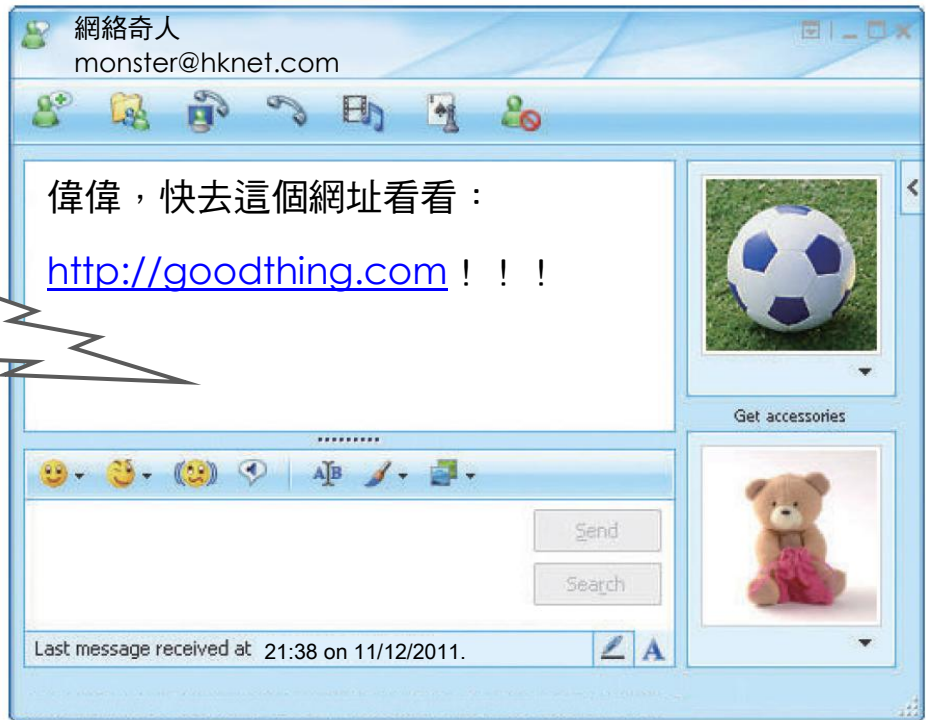 網絡奇人
monster@hknet.com
偉偉，快去這個網址看看：
http://goodthing.com！！！
Get accessories
AB
Send
Search
Last message received at 21:38 on 11/12/2011.
A